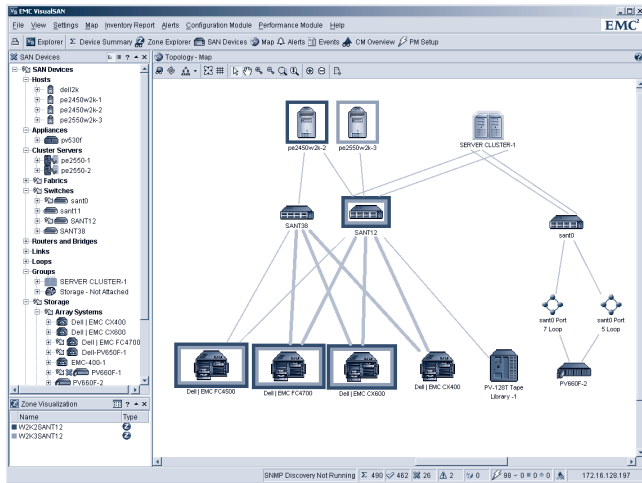 EMC VisualSAN
File View Settings Map Inventory Report Alerts Configuration Module Performance Module Help
EMC²
Explorer Σ Device Summary Zone Explorer SAN Devices Map Alerts Events CM Overview PM Setup
SAN Devices
SAN Devices
Hosts
dell2k
pe2450w2k-1
pe2450w2k-2
pe2550w2k-3
Appliances
pv530f
Cluster Servers
pe2550-1
pe2550-2
Fabrics
Switches
sant0
sant11
SANT12
SANT38
Routers and Bridges
Links
Loops
Groups
SERVER CLUSTER-1
Storage - Not Attached
Storage
Array Systems
Dell | EMC CX400
Dell | EMC CX600
Dell | EMC FC4700
Dell-PV650F-1
EMC-400-1
PV660F-1
PV660F-2
Zone Visualization
Name Type
W2K2SANT12
W2K3SANT12
Topology - Map
pe2450w2k-2
pe2550w2k-3
SERVER CLUSTER-1
SANT38
SANT12
sant0
sant0 Port
7 Loop
sant0 Port
5 Loop
Dell | EMC FC4500
Dell | EMC FC4700
Dell | EMC CX600
Dell | EMC CX400
PV-128T Tape
Library -1
PV660F-2
SNMP Discovery Not Running Σ 490 462 26 2 0 98 - 0 0 0 172.16.128.197